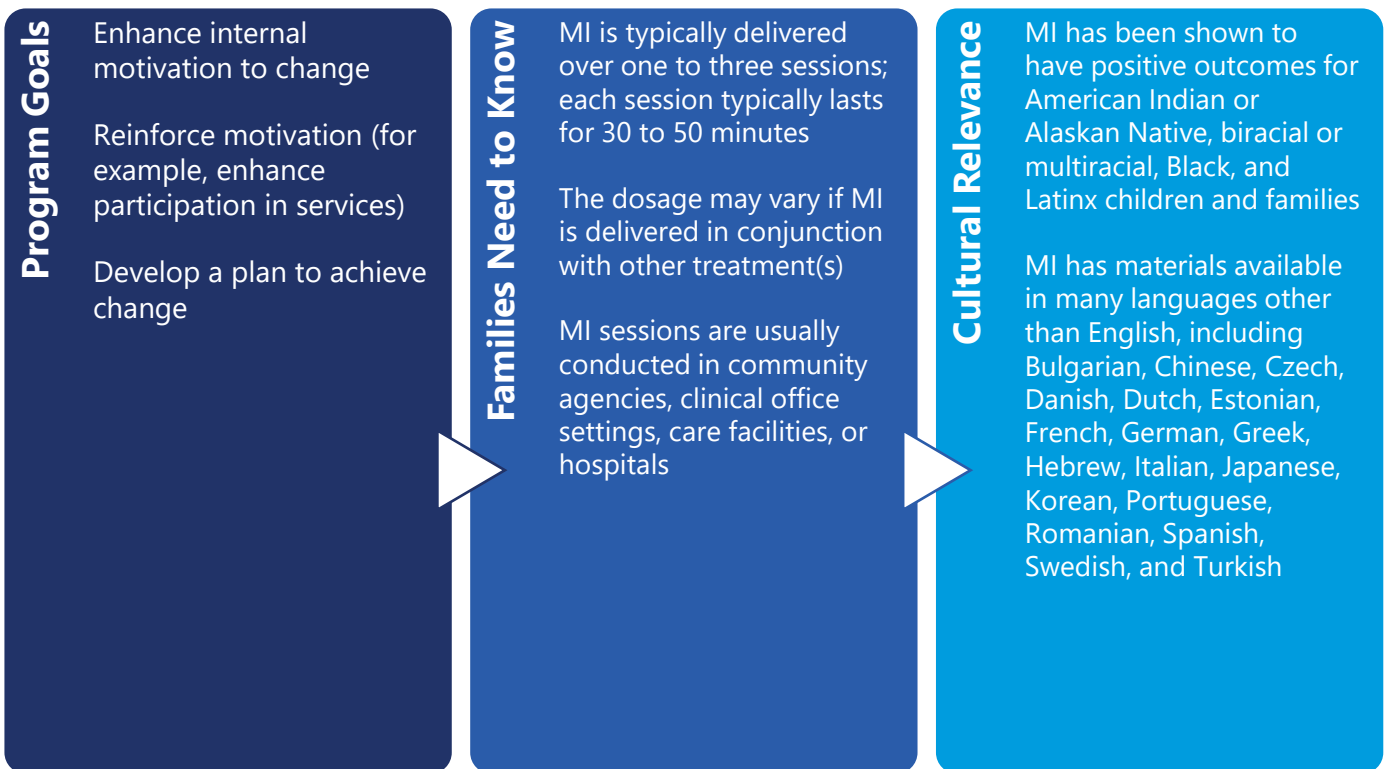 Program Goals
Enhance internal
motivation to change
Reinforce motivation (for
example, enhance
participation in services)
Develop a plan to achieve
change
Families Need to Know
MI is typically delivered
over one to three sessions;
each session typically lasts
for 30 to 50 minutes
The dosage may vary if MI
is delivered in conjunction
with other treatment(s)
MI sessions are usually
conducted in community
agencies, clinical office
settings, care facilities, or
hospitals
Cultural Relevance
MI has been shown to
have positive outcomes for
American Indian or
Alaskan Native, biracial or
multiracial, Black, and
Latinx children and families
MI has materials available
in many languages other
than English, including
Bulgarian, Chinese, Czech,
Danish, Dutch, Estonian,
French, German, Greek,
Hebrew, Italian, Japanese,
Korean, Portuguese,
Romanian, Spanish,
Swedish, and Turkish